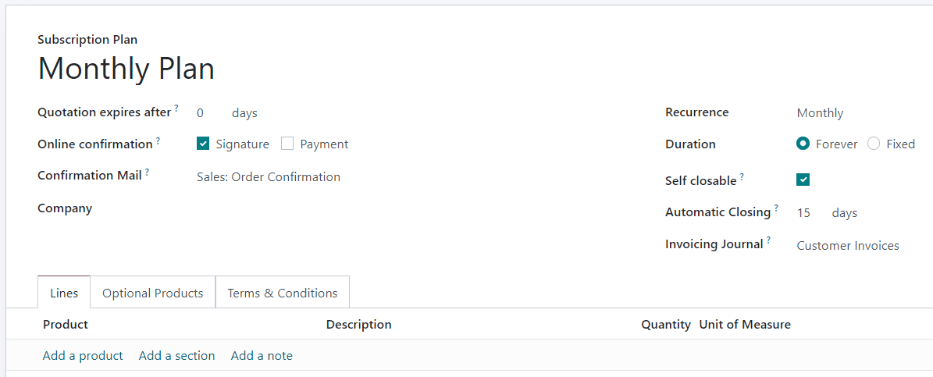 Subscription Plan
Monthly Plan
Quotation expires after ? 0 days
Recurrence Monthly
Online confirmation ? Signature Payment
Duration Forever Fixed
Confirmation Mail ? Sales: Order Confirmation
Self closable ?
Company
Automatic Closing ? 15 days
Invoicing Journal ? Customer Invoices
Lines Optional Products Terms & Conditions
Product Description Quantity Unit of Measure
Add a product Add a section Add a note